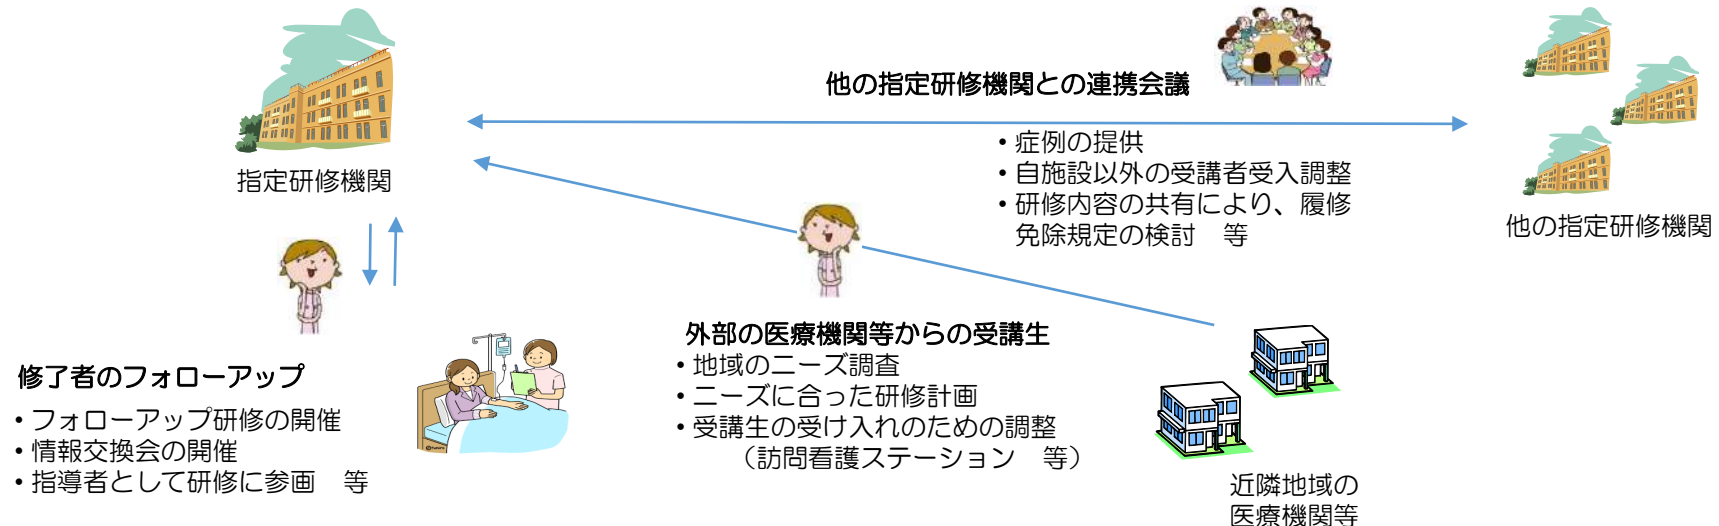 他の指定研修機関との連携会議
・症例の提供
・自施設以外の受講者受入調整
・研修内容の共有により、履修
免除規定の検討　等
指定研修機関
他の指定研修機関
修了者のフォローアップ
・フォローアップ研修の開催
・情報交換会の開催
・指導者として研修に参画　等
外部の医療機関等からの受講生
・地域のニーズ調査
・ニーズに合った研修計画
・受講生の受け入れのための調整
（訪問看護ステーション　等）
近隣地域の
医療機関等